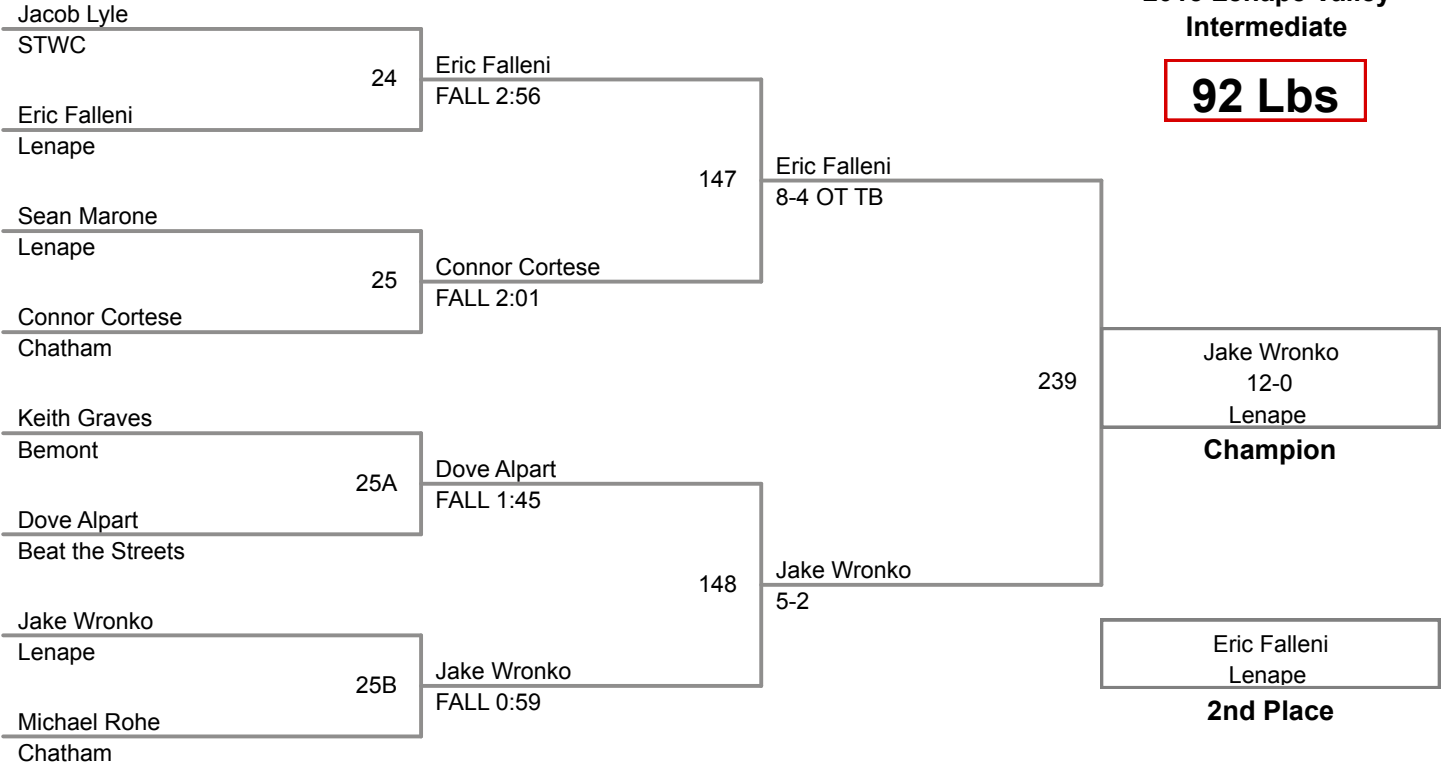 Intermediate
92 Lbs
Jacob Lyle
STWC
24
Eric Falleni
FALL 2:56
Eric Falleni
Lenape
147
Eric Falleni
8-4 OT TB
Sean Marone
Lenape
25
Connor Cortese
FALL 2:01
Connor Cortese
Chatham
239
Jake Wronko
12-0
Lenape
Champion
Keith Graves
Bemont
25A
Dove Alpart
FALL 1:45
Dove Alpart
Beat the Streets
148
Jake Wronko
5-2
Jake Wronko
Lenape
25B
Jake Wronko
FALL 0:59
Michael Rohe
Chatham
Eric Falleni
Lenape
2nd Place